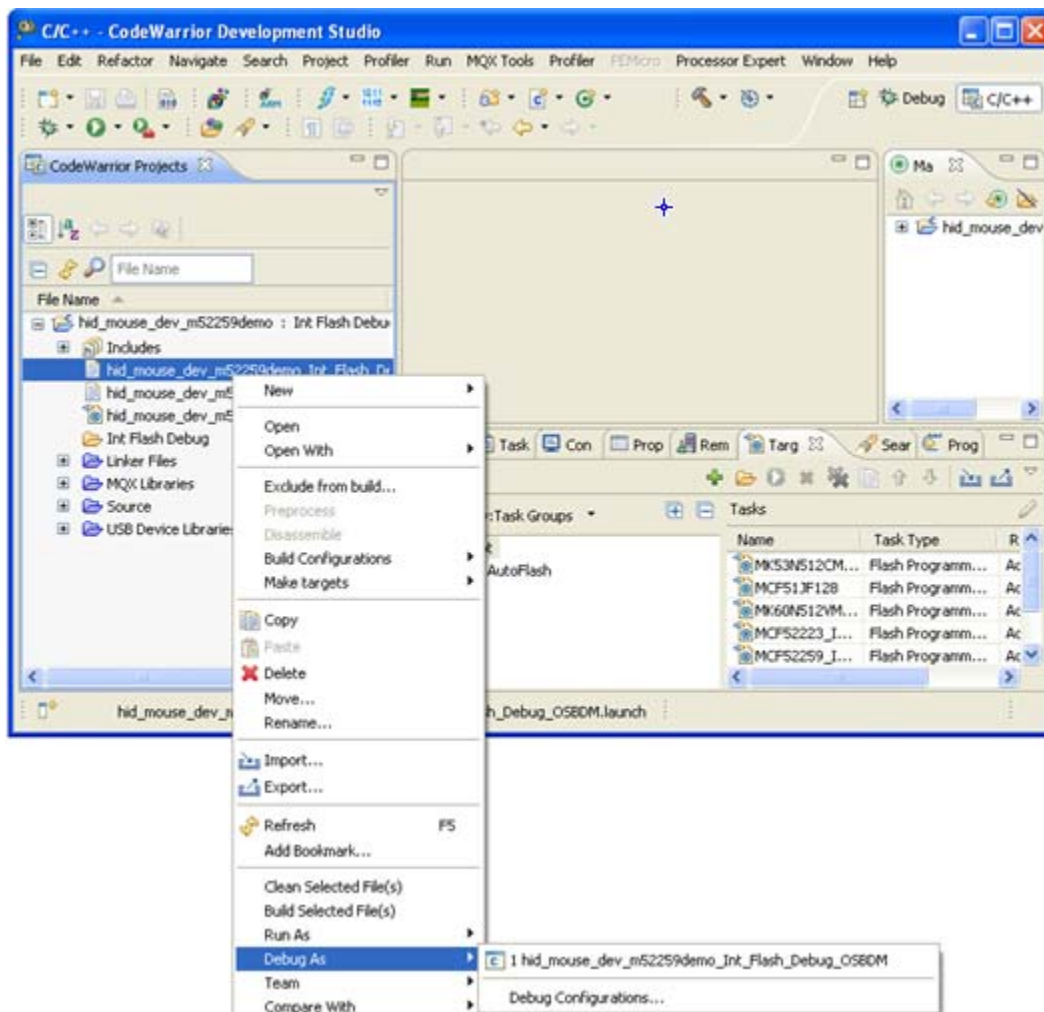 C/C++ - CodeWarrior Development Studio
File Edit Refactor Navigate Search Project Profiler Run MQX Tools Profiler PEMicro Processor Expert Window Help
Debug C/C++
CodeWarrior Projects
Ma
hid_mouse_dev
File Name
File Name
hid_mouse_dev_m52259demo : Int Flash Debu
Includes
hid_mouse_dev_m52259demo_Int_Flash_De
hid_mouse_dev_m5
hid_mouse_dev_m5
Int Flash Debug
Linker Files
MQX Libraries
Source
USB Device Librarie
New
Open
Open With
Exclude from build...
Preprocess
Disassemble
Build Configurations
Make targets
Copy
Paste
Delete
Move...
Rename...
Import...
Export...
Refresh F5
Add Bookmark...
Clean Selected File(s)
Build Selected File(s)
Run As
Debug As
Team
Compare With
1 hid_mouse_dev_m52259demo_Int_Flash_Debug_OSBDM
Debug Configurations...
Task Con Prop Rem Targ Sear Prog
:Task Groups
AutoFlash
Tasks
Name Task Type R
MK53N512CM... Flash Programm... Ac
MCF51JF128 Flash Programm... Ac
MK60N512VM... Flash Programm... Ac
MCF52223_I... Flash Programm... Ac
MCF52259_I... Flash Programm... Ac
hid_mouse_dev_m
h_Debug_OSBDM.launch